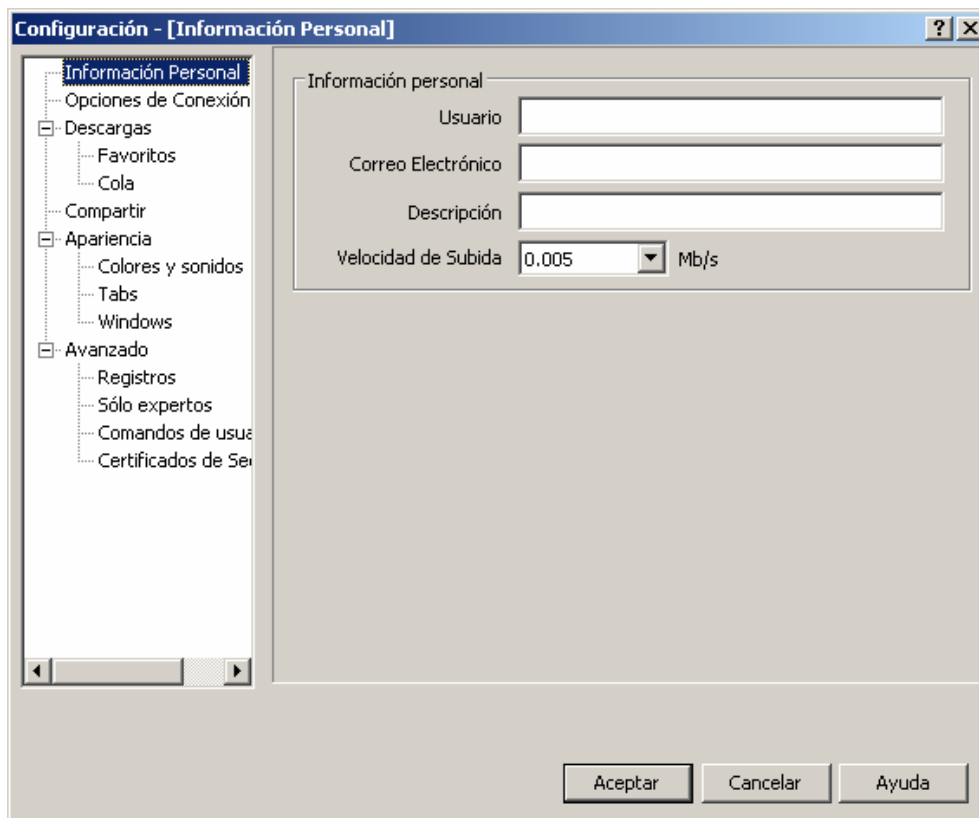 Configuración - [Información Personal]
Información Personal
Opciones de Conexión
Descargas
Favoritos
Cola
Compartir
Apariencia
Colores y sonidos
Tabs
Windows
Avanzado
Registros
Sólo expertos
Comandos de usua
Certificados de Se
Información personal
Usuario
Correo Electrónico
Descripción
Velocidad de Subida 0.005 Mb/s
Aceptar Cancelar Ayuda